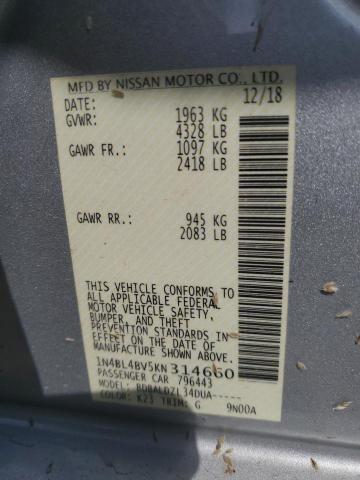 MFD BY NISSAN MOTOR CO., LTD.
DATE: 12/18
GVWR: 1963 KG
4328 LB
GAWR FR.: 1097 KG
2418 LB
GAWR RR.: 945 KG
2083 LB
THIS VEHICLE CONFORMS TO
ALL APPLICABLE FEDERAL
MOTOR VEHICLE SAFETY,
BUMPER, AND THEFT
PREVENTION STANDARDS IN
EFFECT ON THE DATE OF
MANUFACTURE SHOWN ABOVE.
1N4BL4BV5KN314660
PASSENGER CAR 796443
MODEL: BDBALDZL34DUA-----
COLOR: K23 TRIM: G 9N00A